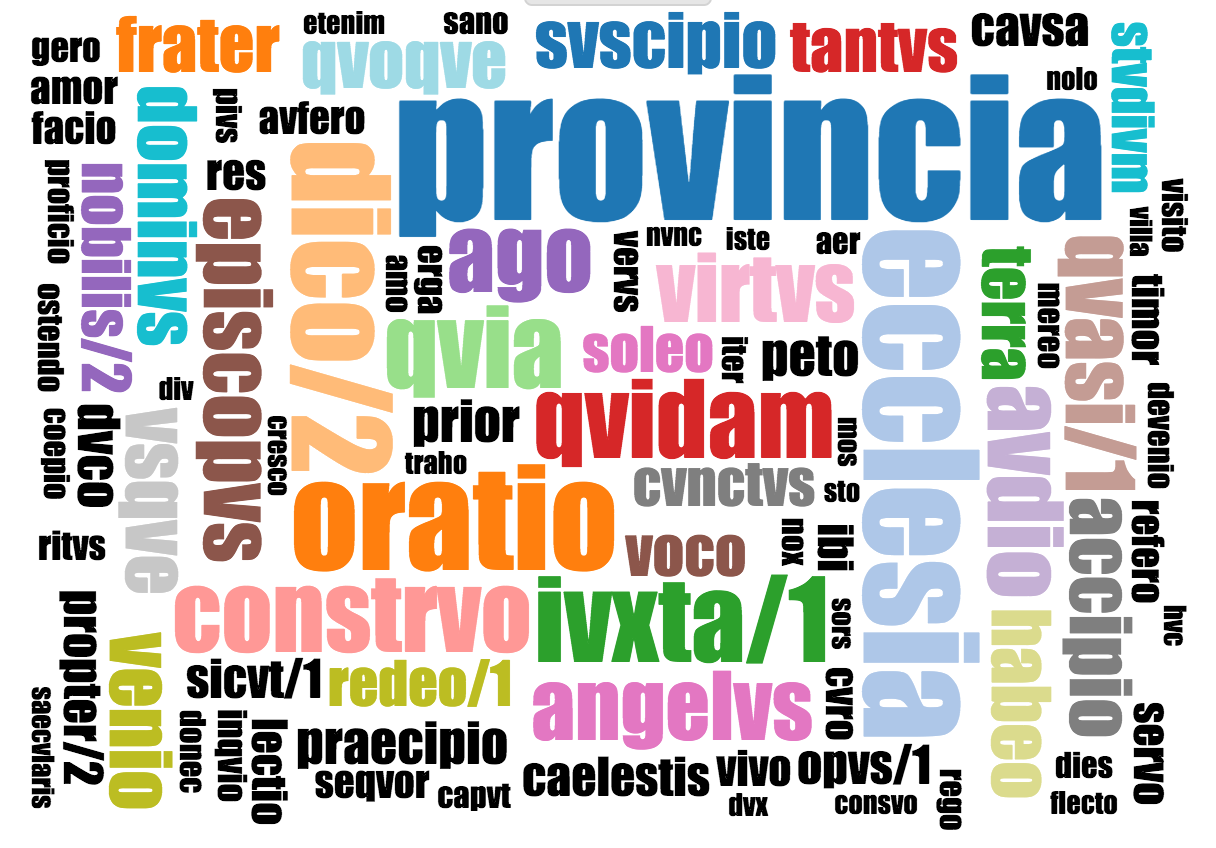 etenim
sano
gero
frater
qvoqve
svscipio
tantvs
cavsa
stvdivm
amor
nolo
facio
dominvs
pivs
avfero
provincia
proficio
nobilis/2
res
episcopvs
dico/2
visito
villa
ago
vervs
nvnc
iste
aer
amo
erga
virtvs
ecclesia
terra
qvasi/1
timor
mereo
ostendo
qvia
soleo
iter
peto
div
devenio
coepio
dvco
vsqve
cresco
prior
qvidam
mos
avdio
traho
oratio
cvnctvs
sto
accipio
refero
ritvs
voco
nox
ibi
propter/2
constrvo
ivxta/1
sors
hvc
venio
habeo
sicvt/1
redeo/1
angelvs
cvro
saecvlaris
donec
inqvio
lectio
praecipio
servo
seqvor
capvt
caelestis
vivo
opvs/1
dies
dvx
consvo
rego
flecto